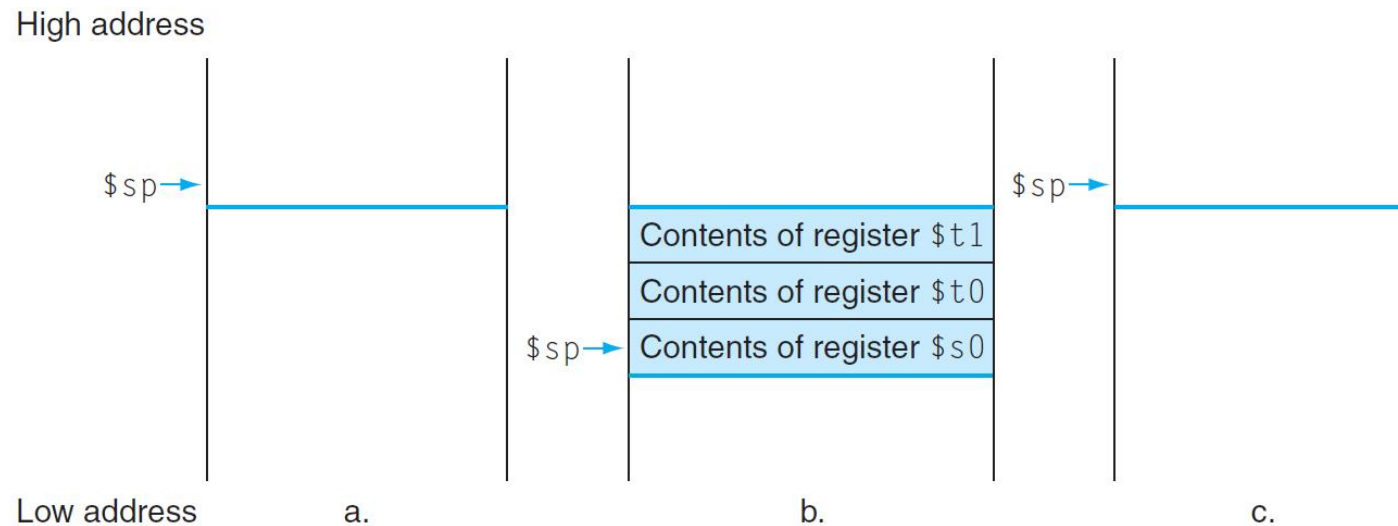 High address
$sp
$sp
Contents of register $t1
Contents of register $t0
$sp
Contents of register $s0
Low address
a.
b.
c.